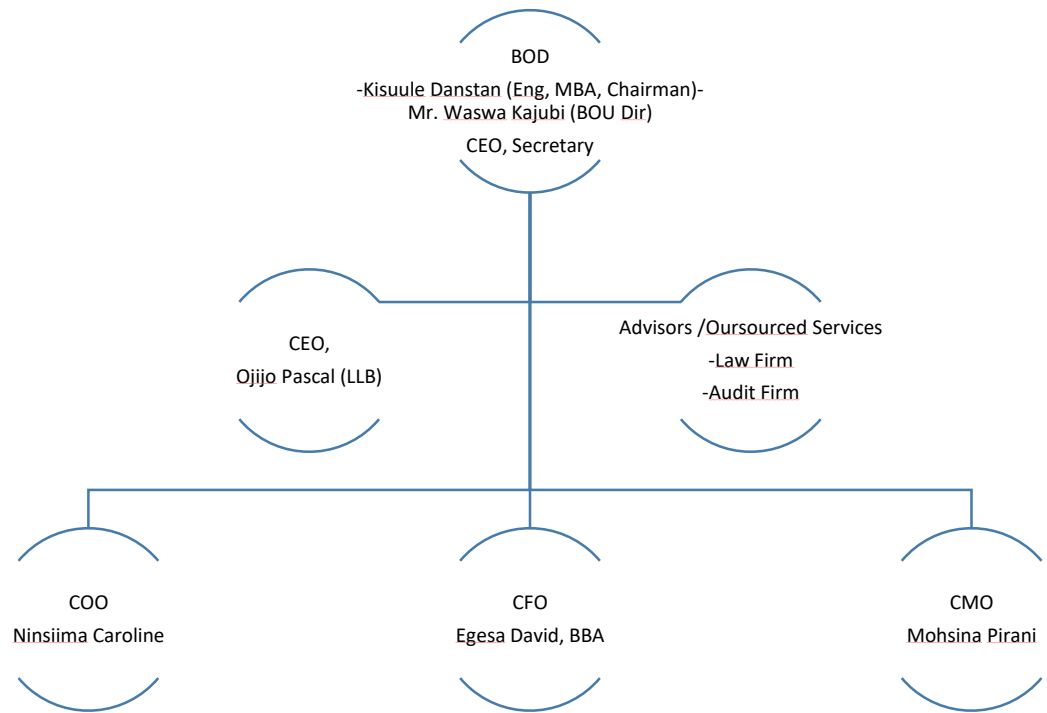 BOD
-Kisuule Danstan (Eng, MBA, Chairman)-
Mr. Waswa Kajubi (BOU Dir)
CEO, Secretary
CEO,
Ojijo Pascal (LLB)
Advisors /Oursourced Services
-Law Firm
-Audit Firm
COO
Ninsiima Caroline
CFO
Egesa David, BBA
CMO
Mohsina Pirani